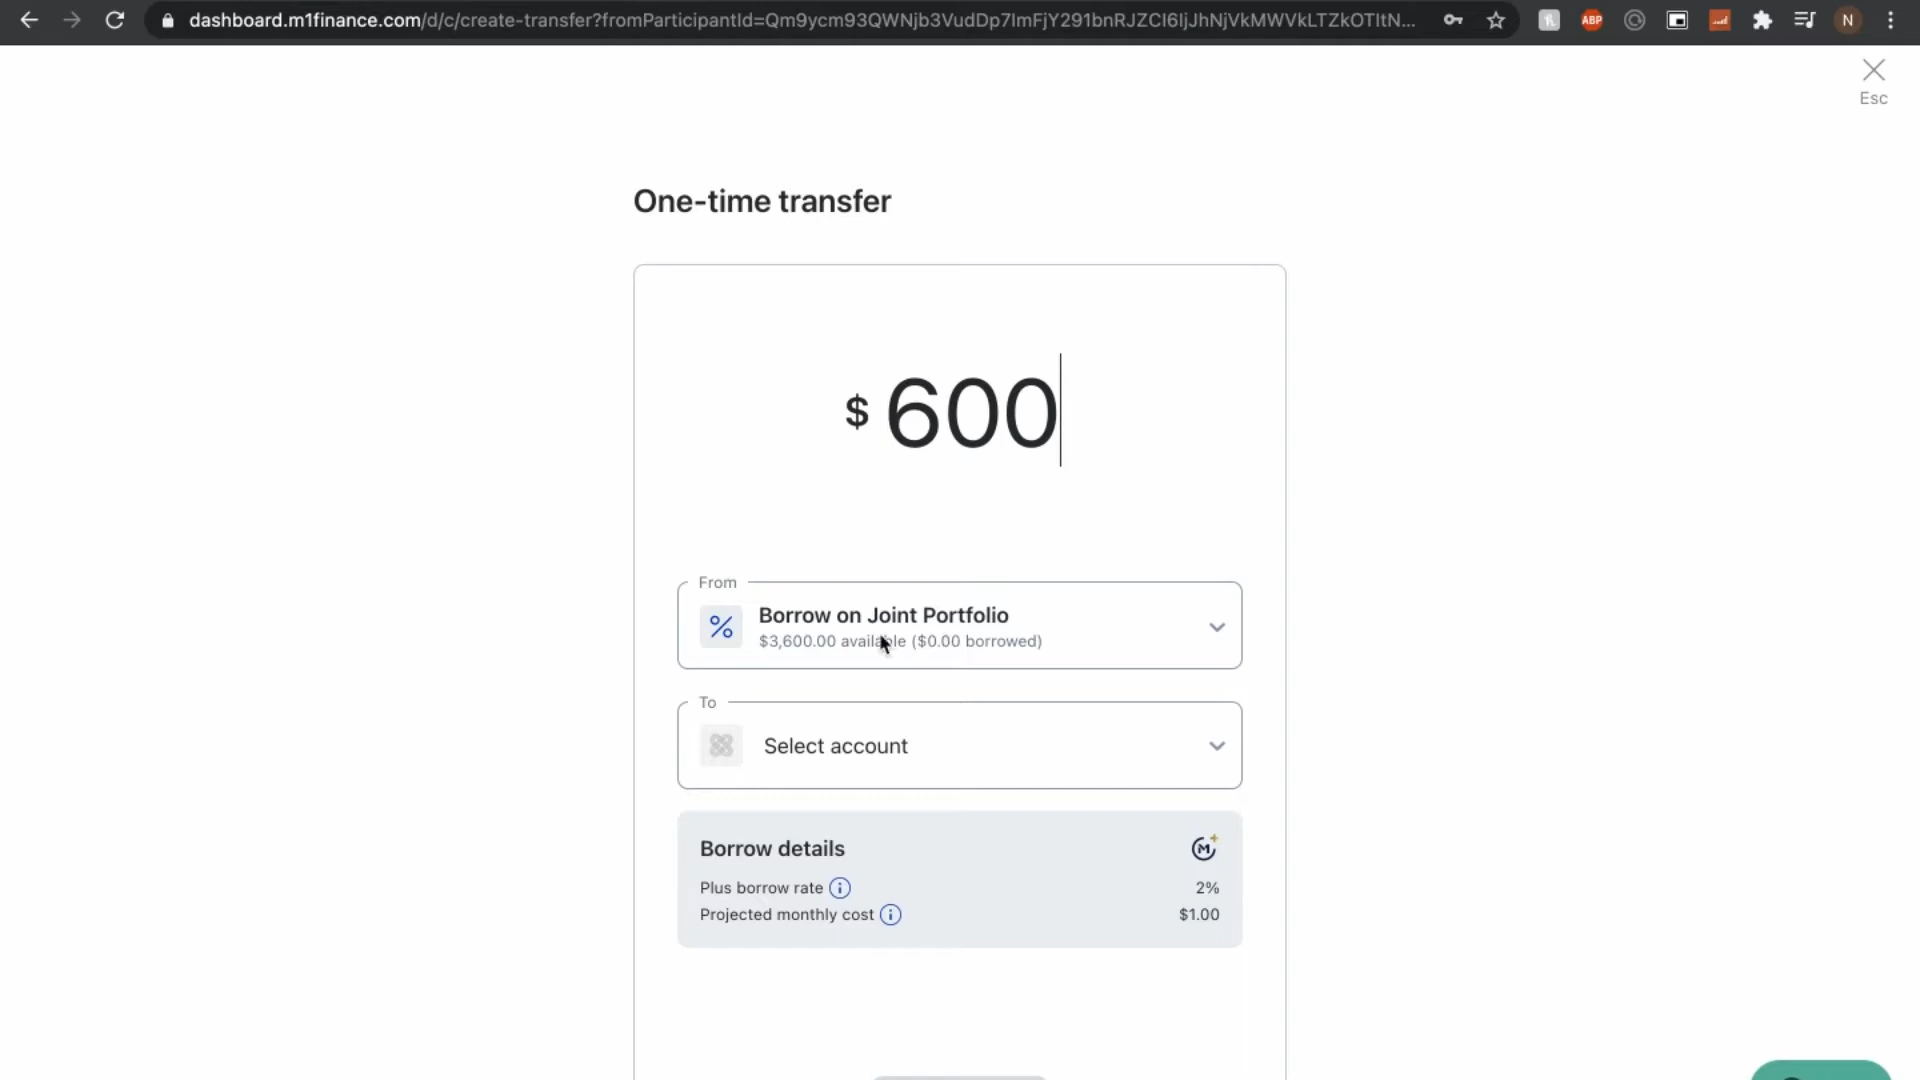 dashboard.m1finance.com/d/c/create-transfer?fromParticipantId=Qm9ycm93QWNjb3VudDp7ImFjY291bnRJZCI6IjJhNjVkMWVkLTZkOTItN...
ABP
N
Esc
One-time transfer
$ 600
From
Borrow on Joint Portfolio
$3,600.00 available ($0.00 borrowed)
To
Select account
Borrow details
M
Plus borrow rate i 2%
Projected monthly cost i $1.00